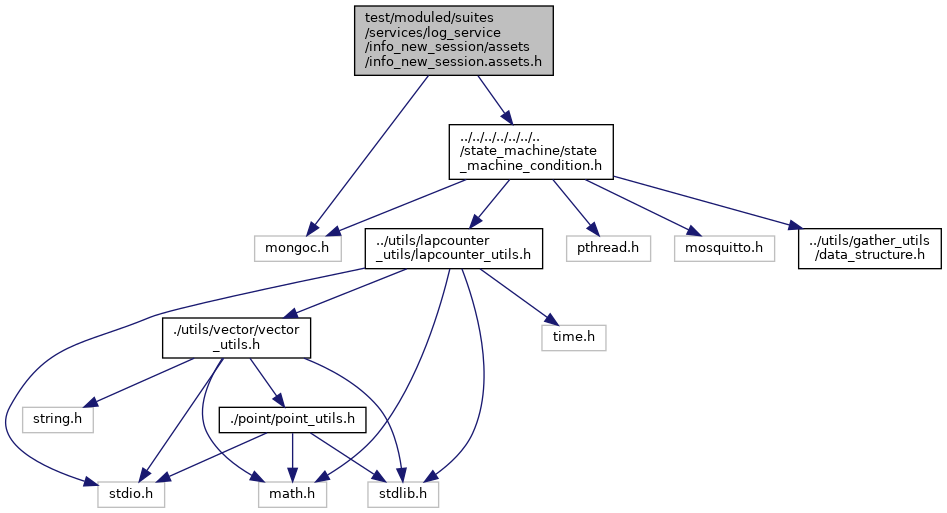 test/moduled/suites
/services/log_service
/info_new_session/assets
/info_new_session.assets.h
../../../../../../..
/state_machine/state
_machine_condition.h
mongoc.h
../utils/lapcounter
_utils/lapcounter_utils.h
pthread.h
mosquitto.h
../utils/gather_utils
/data_structure.h
./utils/vector/vector
_utils.h
time.h
string.h
./point/point_utils.h
stdio.h
math.h
stdlib.h